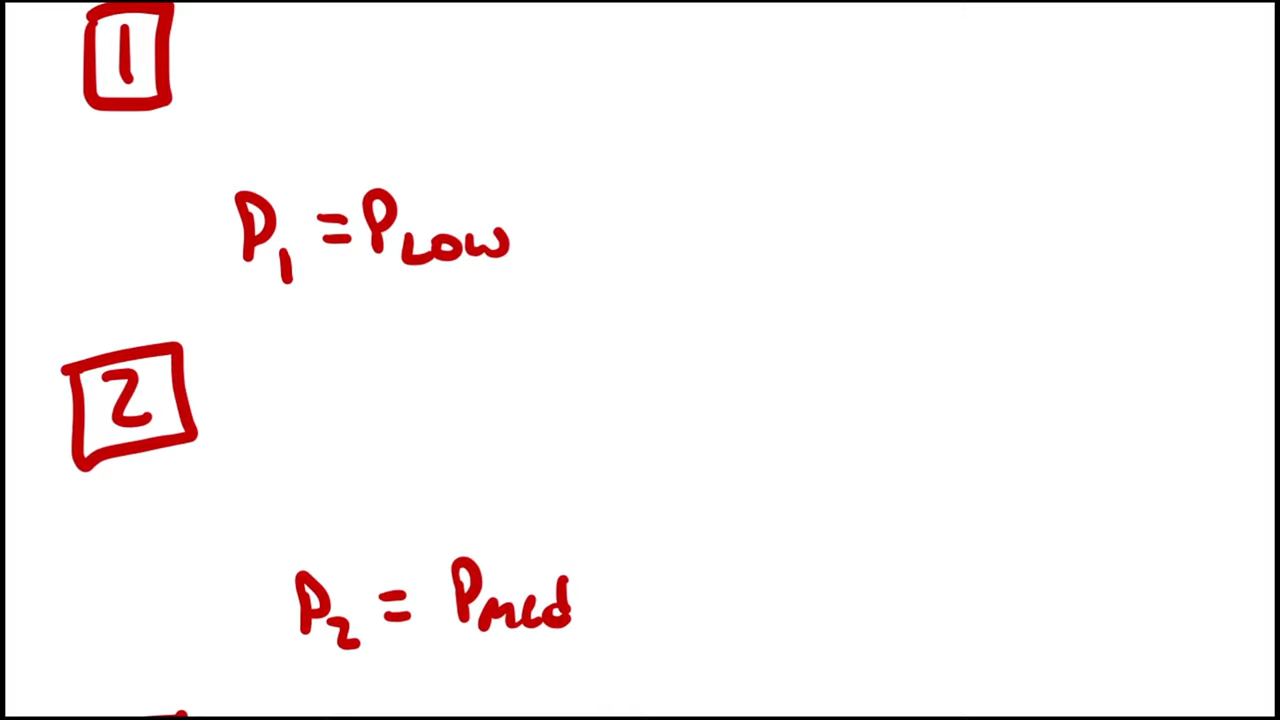 1
P₁ = PLOW
2
P₂ = Pmed